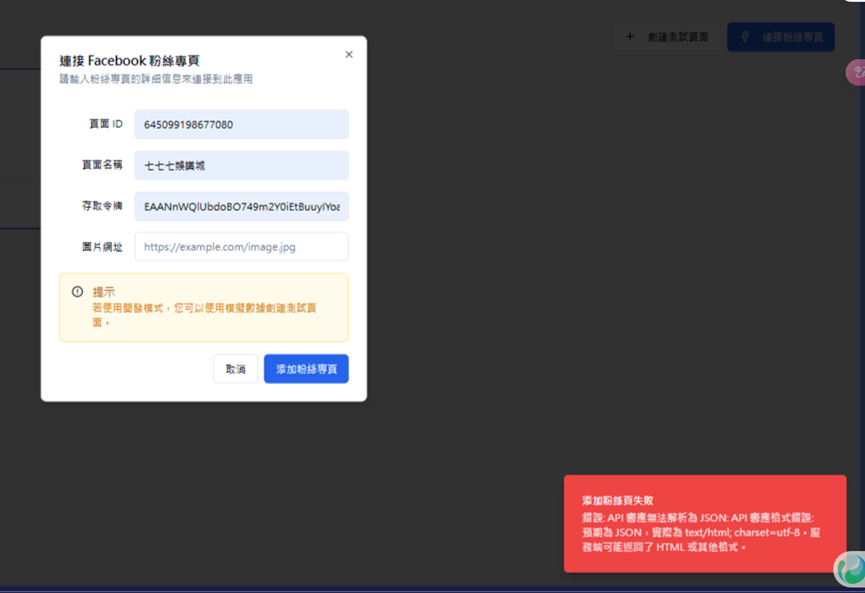 + 創建測試頁面
連接粉絲專頁
連接 Facebook 粉絲專頁
請輸入粉絲專頁的詳細信息來連接到此應用
頁面 ID
645099198677080
頁面名稱
七七七娛樂城
存取令牌
EAANnWQlUbdoBO749m2Y0iEtBuuyIYoa
圖片網址
https://example.com/image.jpg
提示
若使用開發模式，您可以使用模擬數據創建測試頁
面。
取消
添加粉絲專頁
添加粉絲頁失敗
錯誤: API 響應無法解析為 JSON: API 響應格式錯誤:
預期為 JSON，實際為 text/html; charset=utf-8。服
務端可能返回了 HTML 或其他格式。